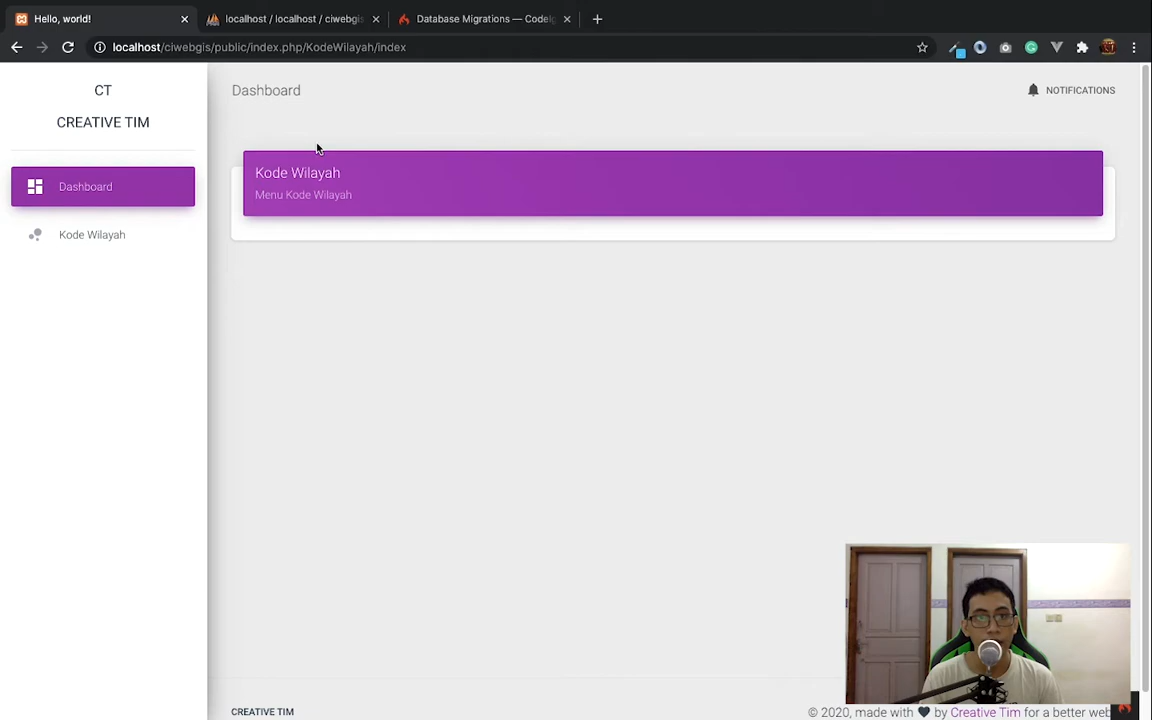 Hello, world!
localhost / localhost / ciwebgis
Database Migrations — CodeIg
localhost/ciwebgis/public/index.php/KodeWilayah/index
CT
CREATIVE TIM
Dashboard
Kode Wilayah
Dashboard
NOTIFICATIONS
Kode Wilayah
Menu Kode Wilayah
CREATIVE TIM
© 2020, made with by Creative Tim for a better web